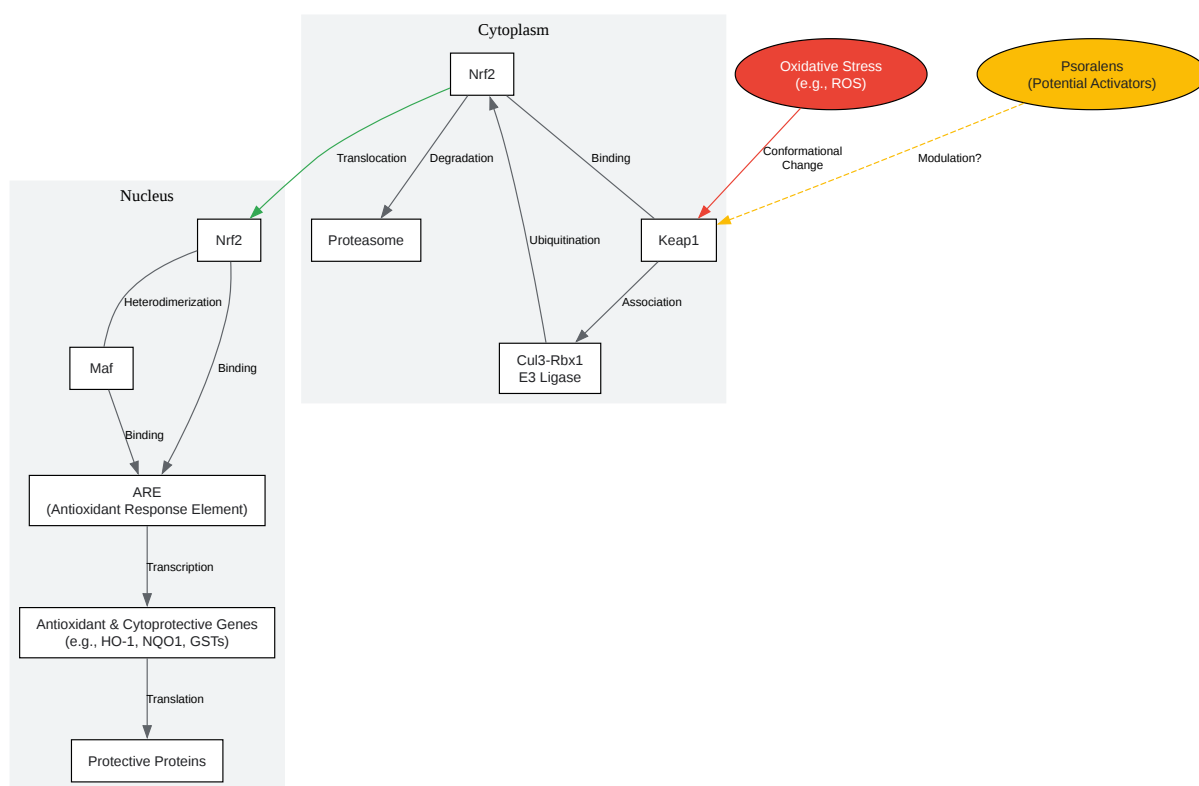 Cytoplasm
Nrf2
Oxidative Stress
(e.g., ROS)
Psoralens
(Potential Activators)
Translocation
Degradation
Binding
Conformational
Change
Modulation?
Nucleus
Nrf2
Proteasome
Ubiquitination
Keap1
Heterodimerization
Association
Maf
Binding
Cul3-Rbx1
E3 Ligase
Binding
ARE
(Antioxidant Response Element)
Transcription
Antioxidant & Cytoprotective Genes
(e.g., HO-1, NQO1, GSTs)
Translation
Protective Proteins